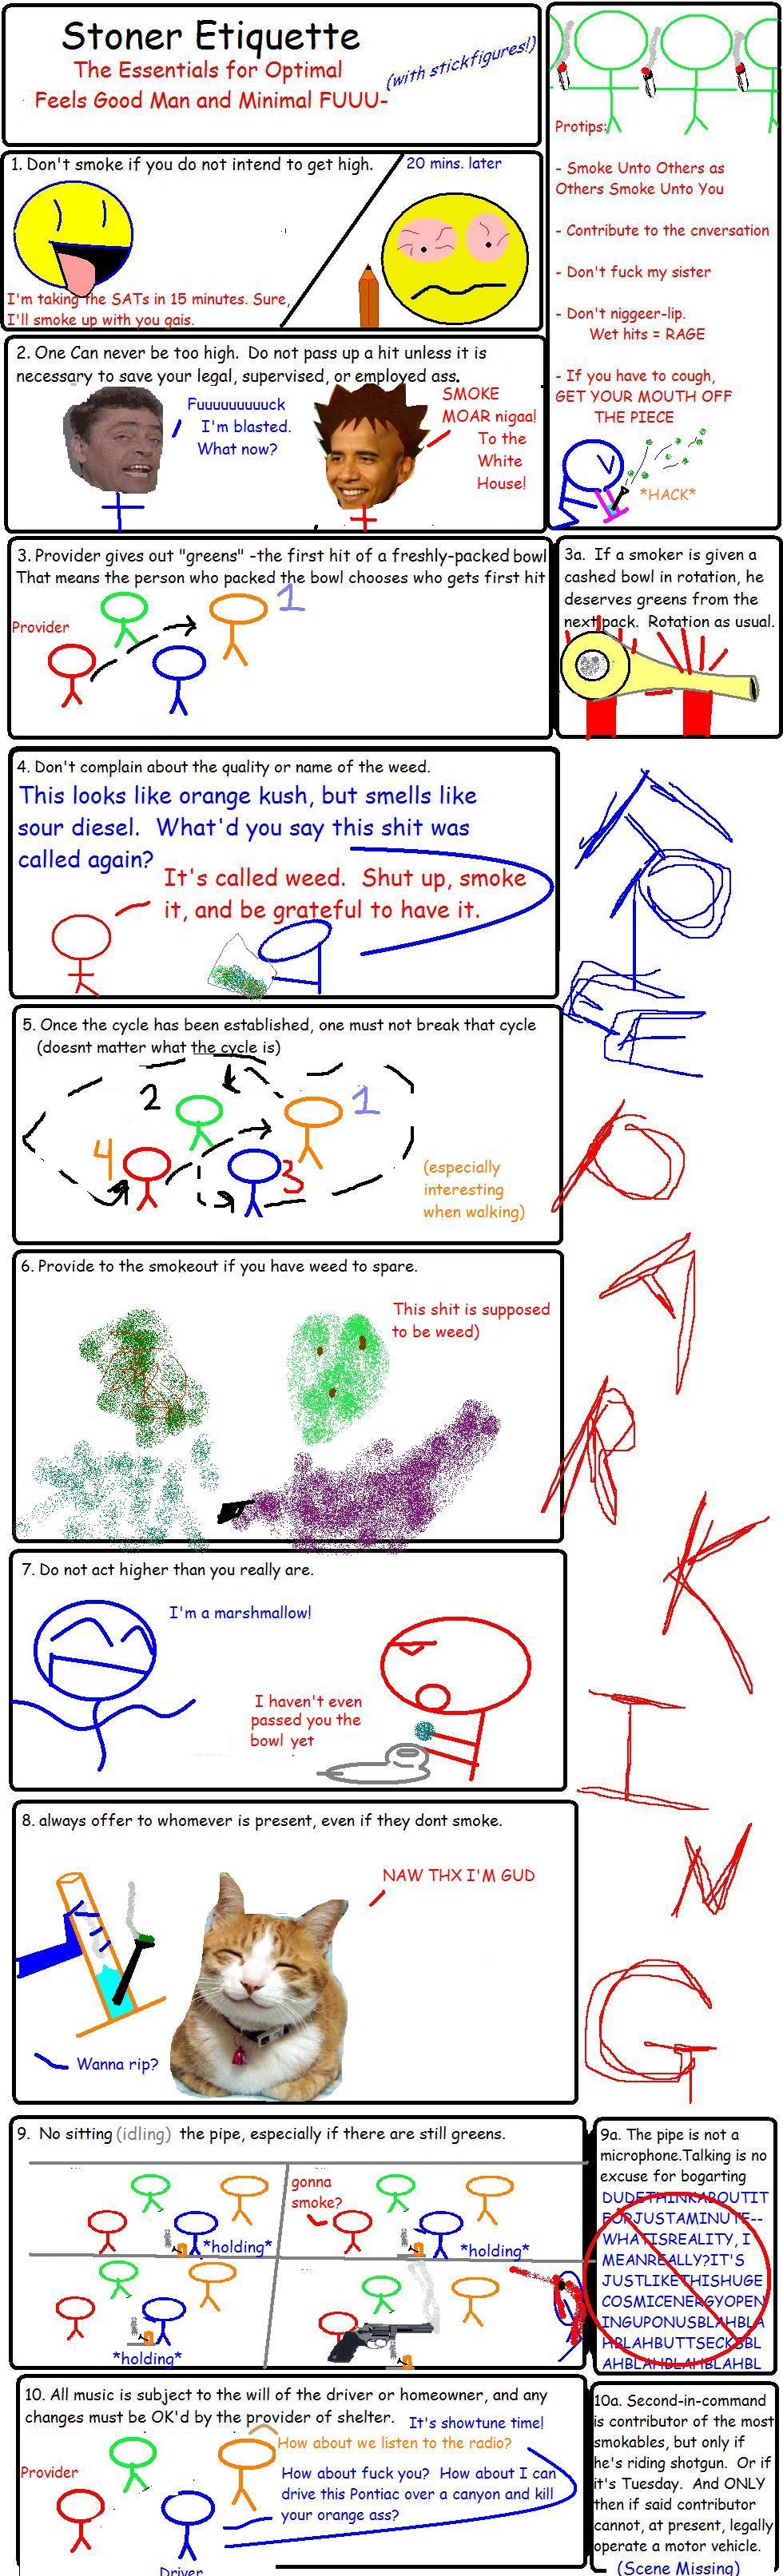 Stoner Etiquette
The Essentials for Optimal
Feels Good Man and Minimal FUUU-
(with stickfigures!)
Protips:
- Smoke Unto Others as
Others Smoke Unto You
- Contribute to the cnversation
- Don't fuck my sister
- Don't niggeer-lip.
Wet hits = RAGE
- If you have to cough,
GET YOUR MOUTH OFF
THE PIECE
*HACK*
1. Don't smoke if you do not intend to get high.
20 mins. later
I'm taking the SATs in 15 minutes. Sure,
I'll smoke up with you gais.
2. One Can never be too high. Do not pass up a hit unless it is
necessary to save your legal, supervised, or employed ass.
Fuuuuuuuuuck
I'm blasted.
What now?
SMOKE
MOAR nigaa!
To the
White
House!
3. Provider gives out "greens" -the first hit of a freshly-packed bowl
That means the person who packed the bowl chooses who gets first hit
Provider
1
3a. If a smoker is given a
cashed bowl in rotation, he
deserves greens from the
next pack. Rotation as usual.
4. Don't complain about the quality or name of the weed.
This looks like orange kush, but smells like
sour diesel. What'd you say this shit was
called again?
It's called weed. Shut up, smoke
it, and be grateful to have it.
5. Once the cycle has been established, one must not break that cycle
(doesnt matter what the cycle is)
2
1
4
3
(especially
interesting
when walking)
6. Provide to the smokeout if you have weed to spare.
This shit is supposed
to be weed)
7. Do not act higher than you really are.
I'm a marshmallow!
I haven't even
passed you the
bowl yet
8. always offer to whomever is present, even if they dont smoke.
NAW THX I'M GUD
Wanna rip?
P
A
R
K
I
N
G
9. No sitting (idling) the pipe, especially if there are still greens.
gonna
smoke?
*holding*
*holding*
*holding*
9a. The pipe is not a
microphone.Talking is no
excuse for bogarting
DUDETHINKABOUTIT
FORJUSTAMINUTE--
WHATISREALITY, I
MEANREALLY?IT'S
JUSTLIKETHISHUGE
COSMICENERGYOPEN
INGUPONUSBLAHBLA
HBLAHBUTTSECKSBL
AHBLAHBLAHBLAHBL
10. All music is subject to the will of the driver or homeowner, and any
changes must be OK'd by the provider of shelter.
It's showtune time!
How about we listen to the radio?
Provider
How about fuck you? How about I can
drive this Pontiac over a canyon and kill
your orange ass?
Driver
10a. Second-in-command
is contributor of the most
smokables, but only if
he's riding shotgun. Or if
it's Tuesday. And ONLY
then if said contributor
cannot, at present, legally
operate a motor vehicle.
(Scene Missing)